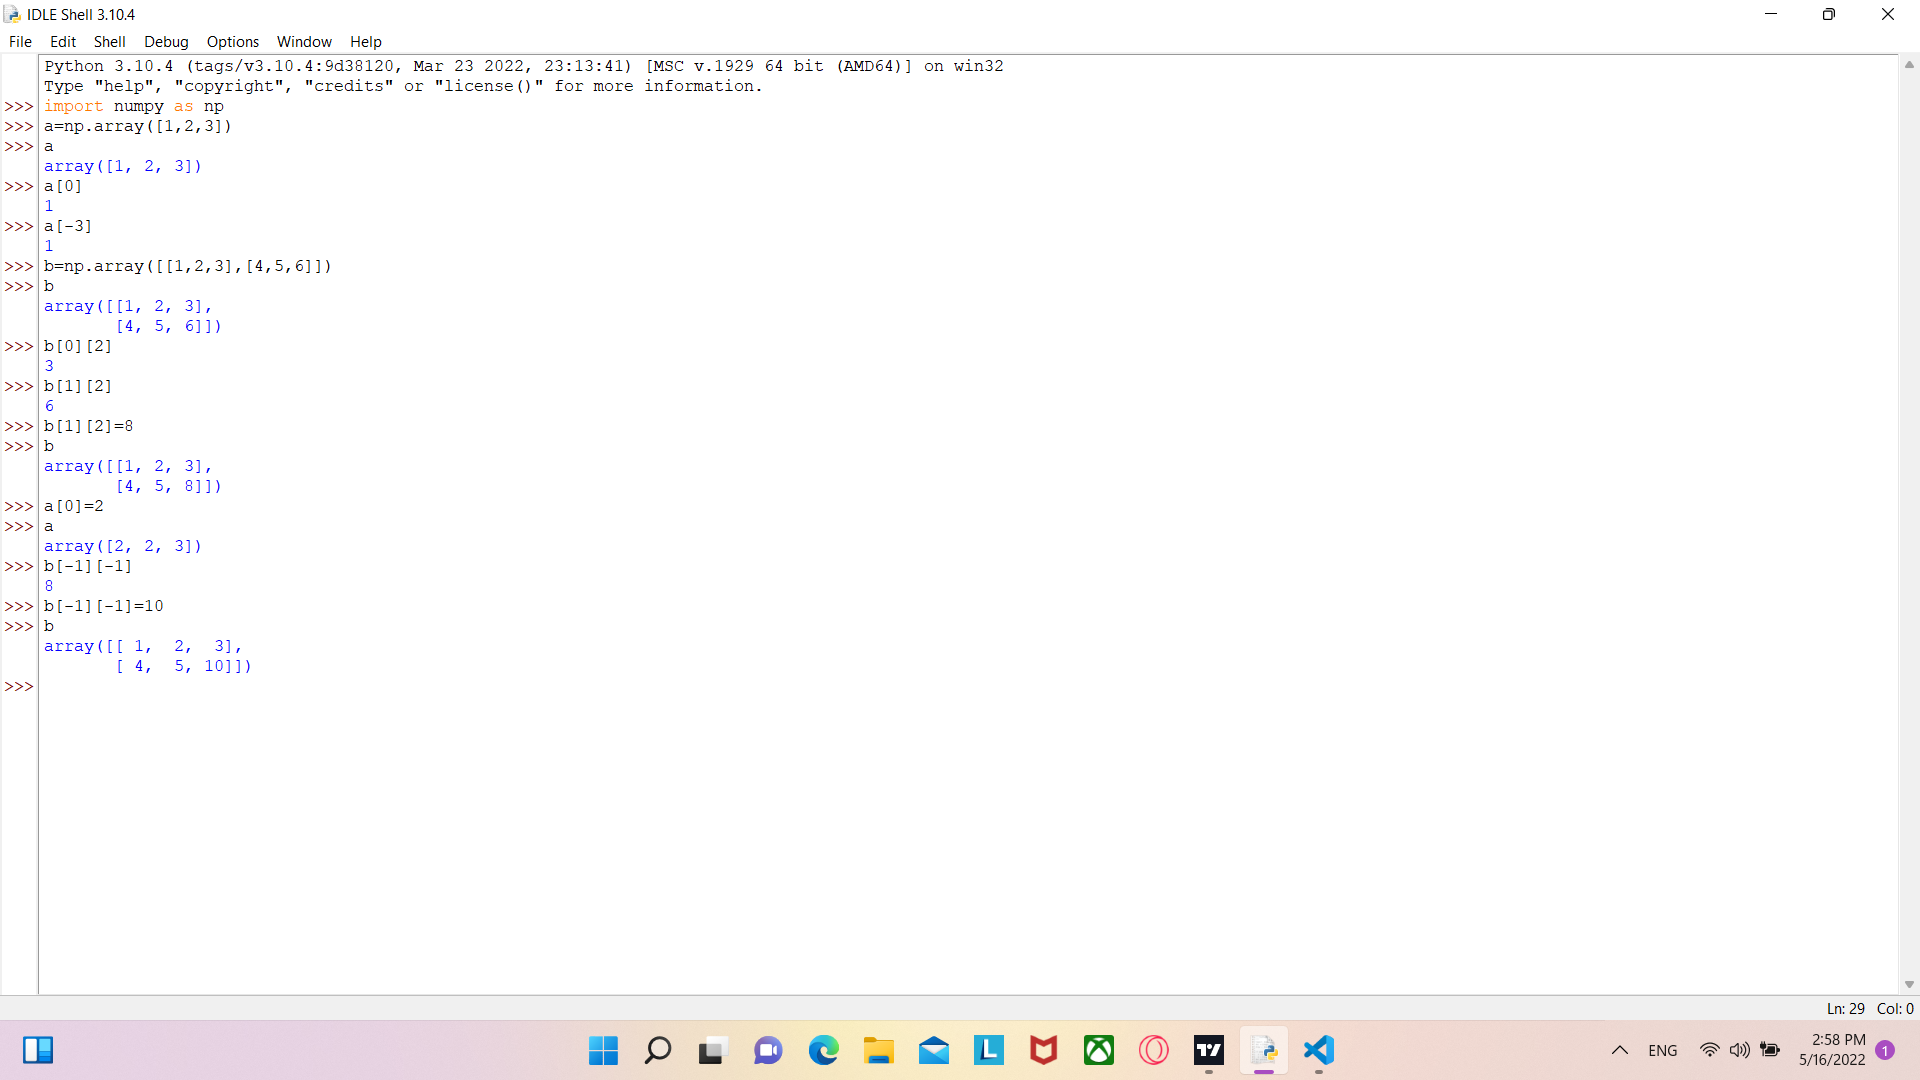 IDLE Shell 3.10.4
File Edit Shell Debug Options Window Help
Python 3.10.4 (tags/v3.10.4:9d38120, Mar 23 2022, 23:13:41) [MSC v.1929 64 bit (AMD64)] on win32
Type "help", "copyright", "credits" or "license()" for more information.
>>> import numpy as np
>>> a=np.array([1,2,3])
>>> a
array([1, 2, 3])
>>> a[0]
1
>>> a[-3]
1
>>> b=np.array([[1,2,3],[4,5,6]])
>>> b
array([[1, 2, 3],
       [4, 5, 6]])
>>> b[0][2]
3
>>> b[1][2]
6
>>> b[1][2]=8
>>> b
array([[1, 2, 3],
       [4, 5, 8]])
>>> a[0]=2
>>> a
array([2, 2, 3])
>>> b[-1][-1]
8
>>> b[-1][-1]=10
>>> b
array([[ 1,  2,  3],
       [ 4,  5, 10]])
>>>
Ln: 29 Col: 0
L
ENG
2:58 PM
5/16/2022
1